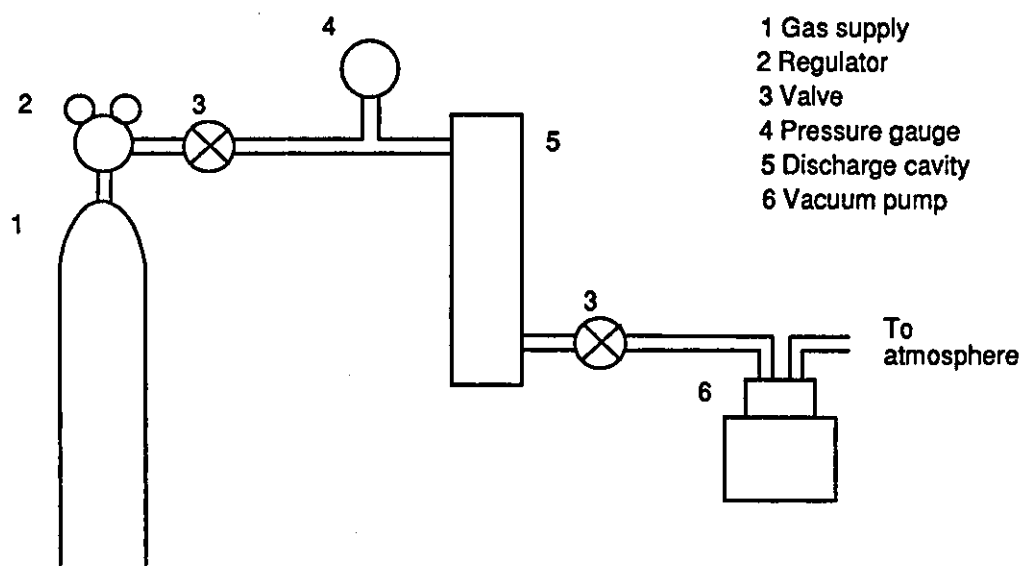 4
1 Gas supply
2 Regulator
3 Valve
4 Pressure gauge
5 Discharge cavity
6 Vacuum pump
2
3
5
1
3
To
atmosphere
6